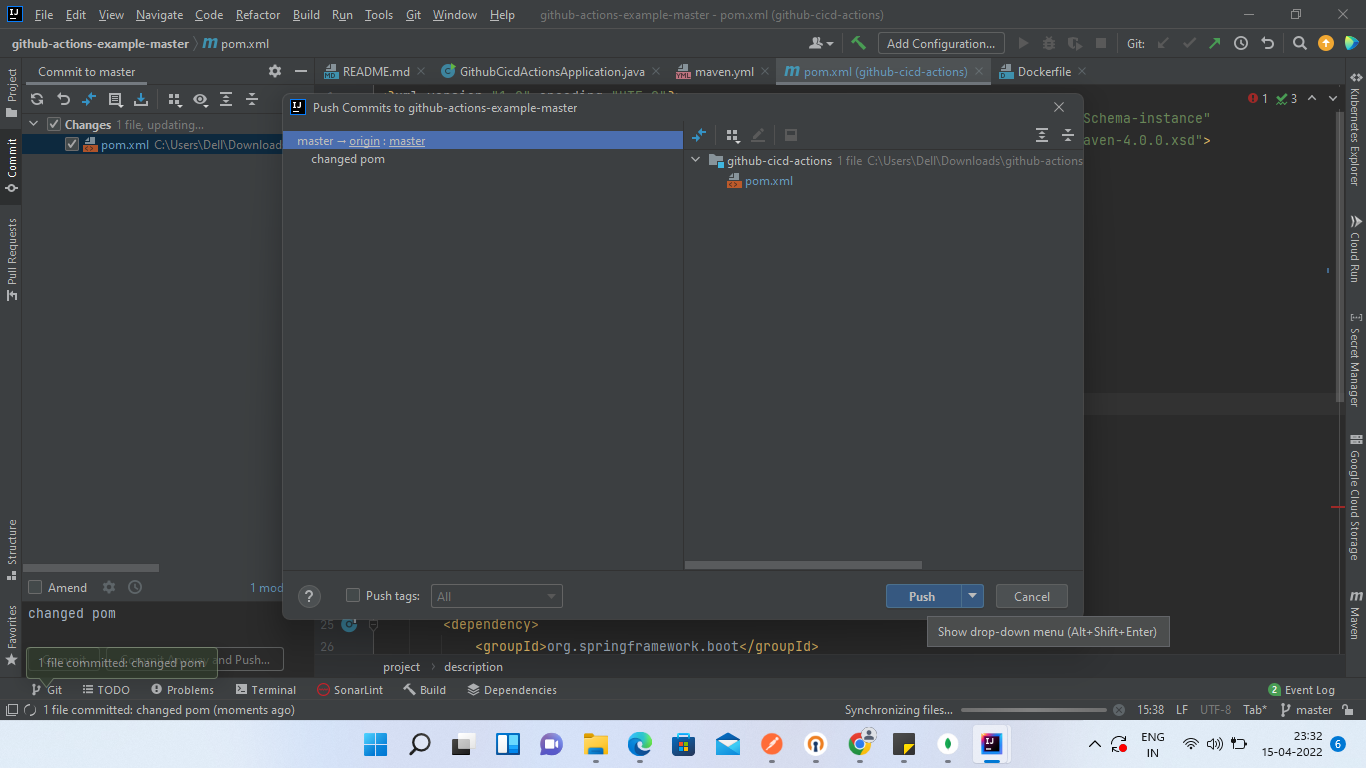 File Edit View Navigate Code Refactor Build Run Tools Git Window Help github-actions-example-master - pom.xml (github-cicd-actions)
github-actions-example-master pom.xml Add Configuration... Git:
Commit to master README.md GithubCicdActionsApplication.java maven.yml pom.xml (github-cicd-actions) Dockerfile
Push Commits to github-actions-example-master
1 3
Changes 1 file, updating...
Schema-instance"
pom.xml C:\Users\Dell\Download
aven-4.0.0.xsd">
master → origin : master
changed pom
github-cicd-actions 1 file C:\Users\Dell\Downloads\github-actions
pom.xml
Project
Commit
Pull Requests
Structure
Favorites
Kubernetes Explorer
Cloud Run
Secret Manager
Google Cloud Storage
Maven
Amend 1 mod
changed pom
? Push tags: All Push Cancel
Show drop-down menu (Alt+Shift+Enter)
25 <dependency>
26 <groupId>org.springframework.boot</groupId>
and Push...
1 file committed: changed pom
project description
Git TODO Problems Terminal SonarLint Build Dependencies 2 Event Log
1 file committed: changed pom (moments ago) Synchronizing files... 15:38 LF UTF-8 Tab* master
ENG
IN
23:32
15-04-2022
6